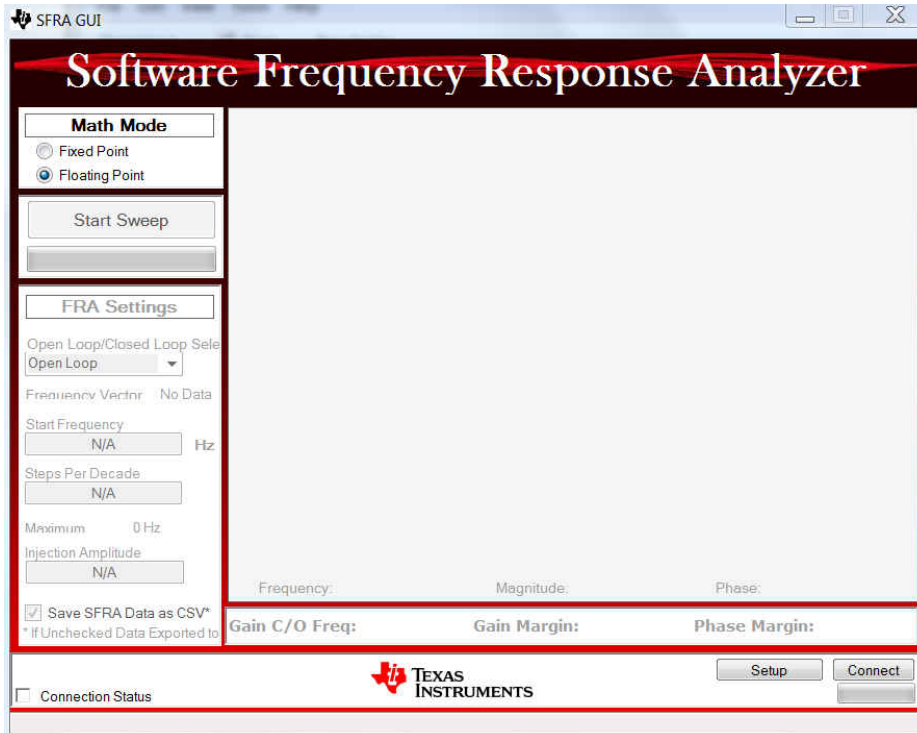 SFRA GUI
Software Frequency Response Analyzer
Math Mode
Fixed Point
Floating Point
Start Sweep
FRA Settings
Open Loop/Closed Loop Sele
Open Loop
Frequency Vector No Data
Start Frequency
N/A Hz
Steps Per Decade
N/A
Maximum 0 Hz
Injection Amplitude
N/A
Save SFRA Data as CSV*
* If Unchecked Data Exported to
Frequency: Magnitude: Phase:
Gain C/O Freq: Gain Margin: Phase Margin:
Connection Status
TEXAS
INSTRUMENTS
Setup Connect